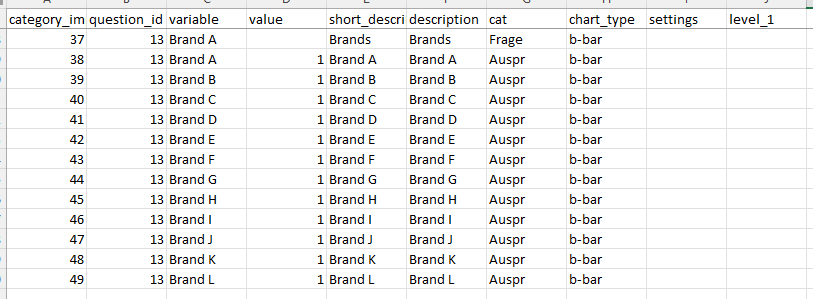 category_im question_id variable value short_descri description cat chart_type settings level_1
37 13 Brand A Brands Brands Frage b-bar
38 13 Brand A 1 Brand A Brand A Auspr b-bar
39 13 Brand B 1 Brand B Brand B Auspr b-bar
40 13 Brand C 1 Brand C Brand C Auspr b-bar
41 13 Brand D 1 Brand D Brand D Auspr b-bar
42 13 Brand E 1 Brand E Brand E Auspr b-bar
43 13 Brand F 1 Brand F Brand F Auspr b-bar
44 13 Brand G 1 Brand G Brand G Auspr b-bar
45 13 Brand H 1 Brand H Brand H Auspr b-bar
46 13 Brand I 1 Brand I Brand I Auspr b-bar
47 13 Brand J 1 Brand J Brand J Auspr b-bar
48 13 Brand K 1 Brand K Brand K Auspr b-bar
49 13 Brand L 1 Brand L Brand L Auspr b-bar